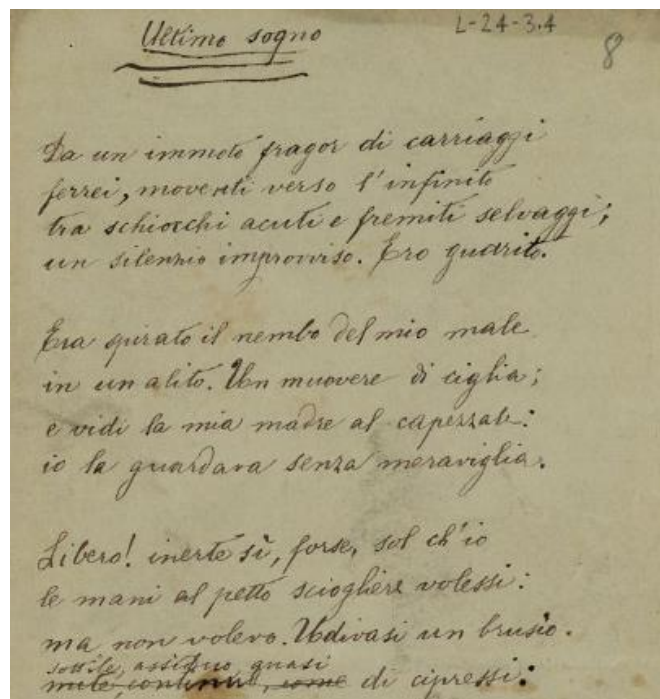 Ultimo sogno
L-24-3.4
8
Da un immoto fragor di carriaggi
ferrei, moventi verso l'infinito
tra schiocchi acuti e fremiti selvaggi;
un silenzio improvviso. Ero guarito.
Era spirato il nembo del mio male
in un alito. Un muovere di ciglia;
e vidi la mia madre al capezzale:
io la guardava senza meraviglia.
Libero! inerte sì, forse, sol ch'io
le mani al petto sciogliere volessi:
ma non volevo. Udivasi un brusio.
sottile, assiduo, quasi
mite, continuo, come di cipressi: